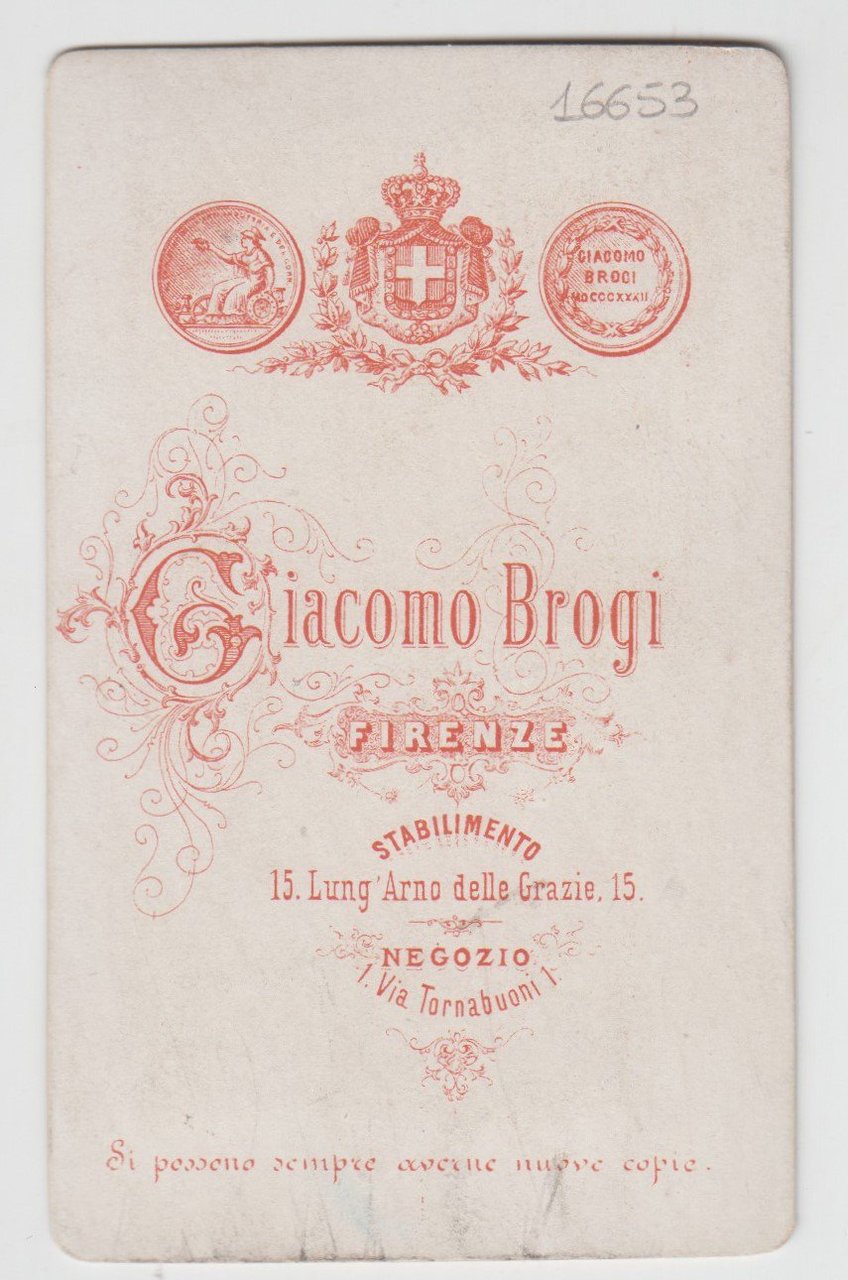 16653
GIACOMO
BROGI
MDCCCXXXII
Giacomo Brogi
FIRENZE
STABILIMENTO
15. Lung'Arno delle Grazie, 15.
NEGOZIO
1. Via Tornabuoni 1.
Si possono sempre averne nuove copie.